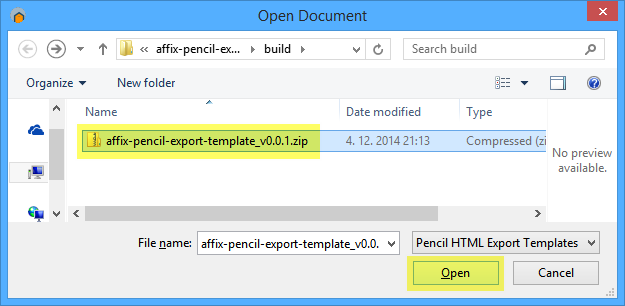 Open Document
« affix-pencil-ex... build Search build
Organize New folder
Name Date modified Type
affix-pencil-export-template_v0.0.1.zip 4. 12. 2014 21:13 Compressed (zi
No preview
available.
File name: affix-pencil-export-template_v0.0. Pencil HTML Export Templates
Open Cancel